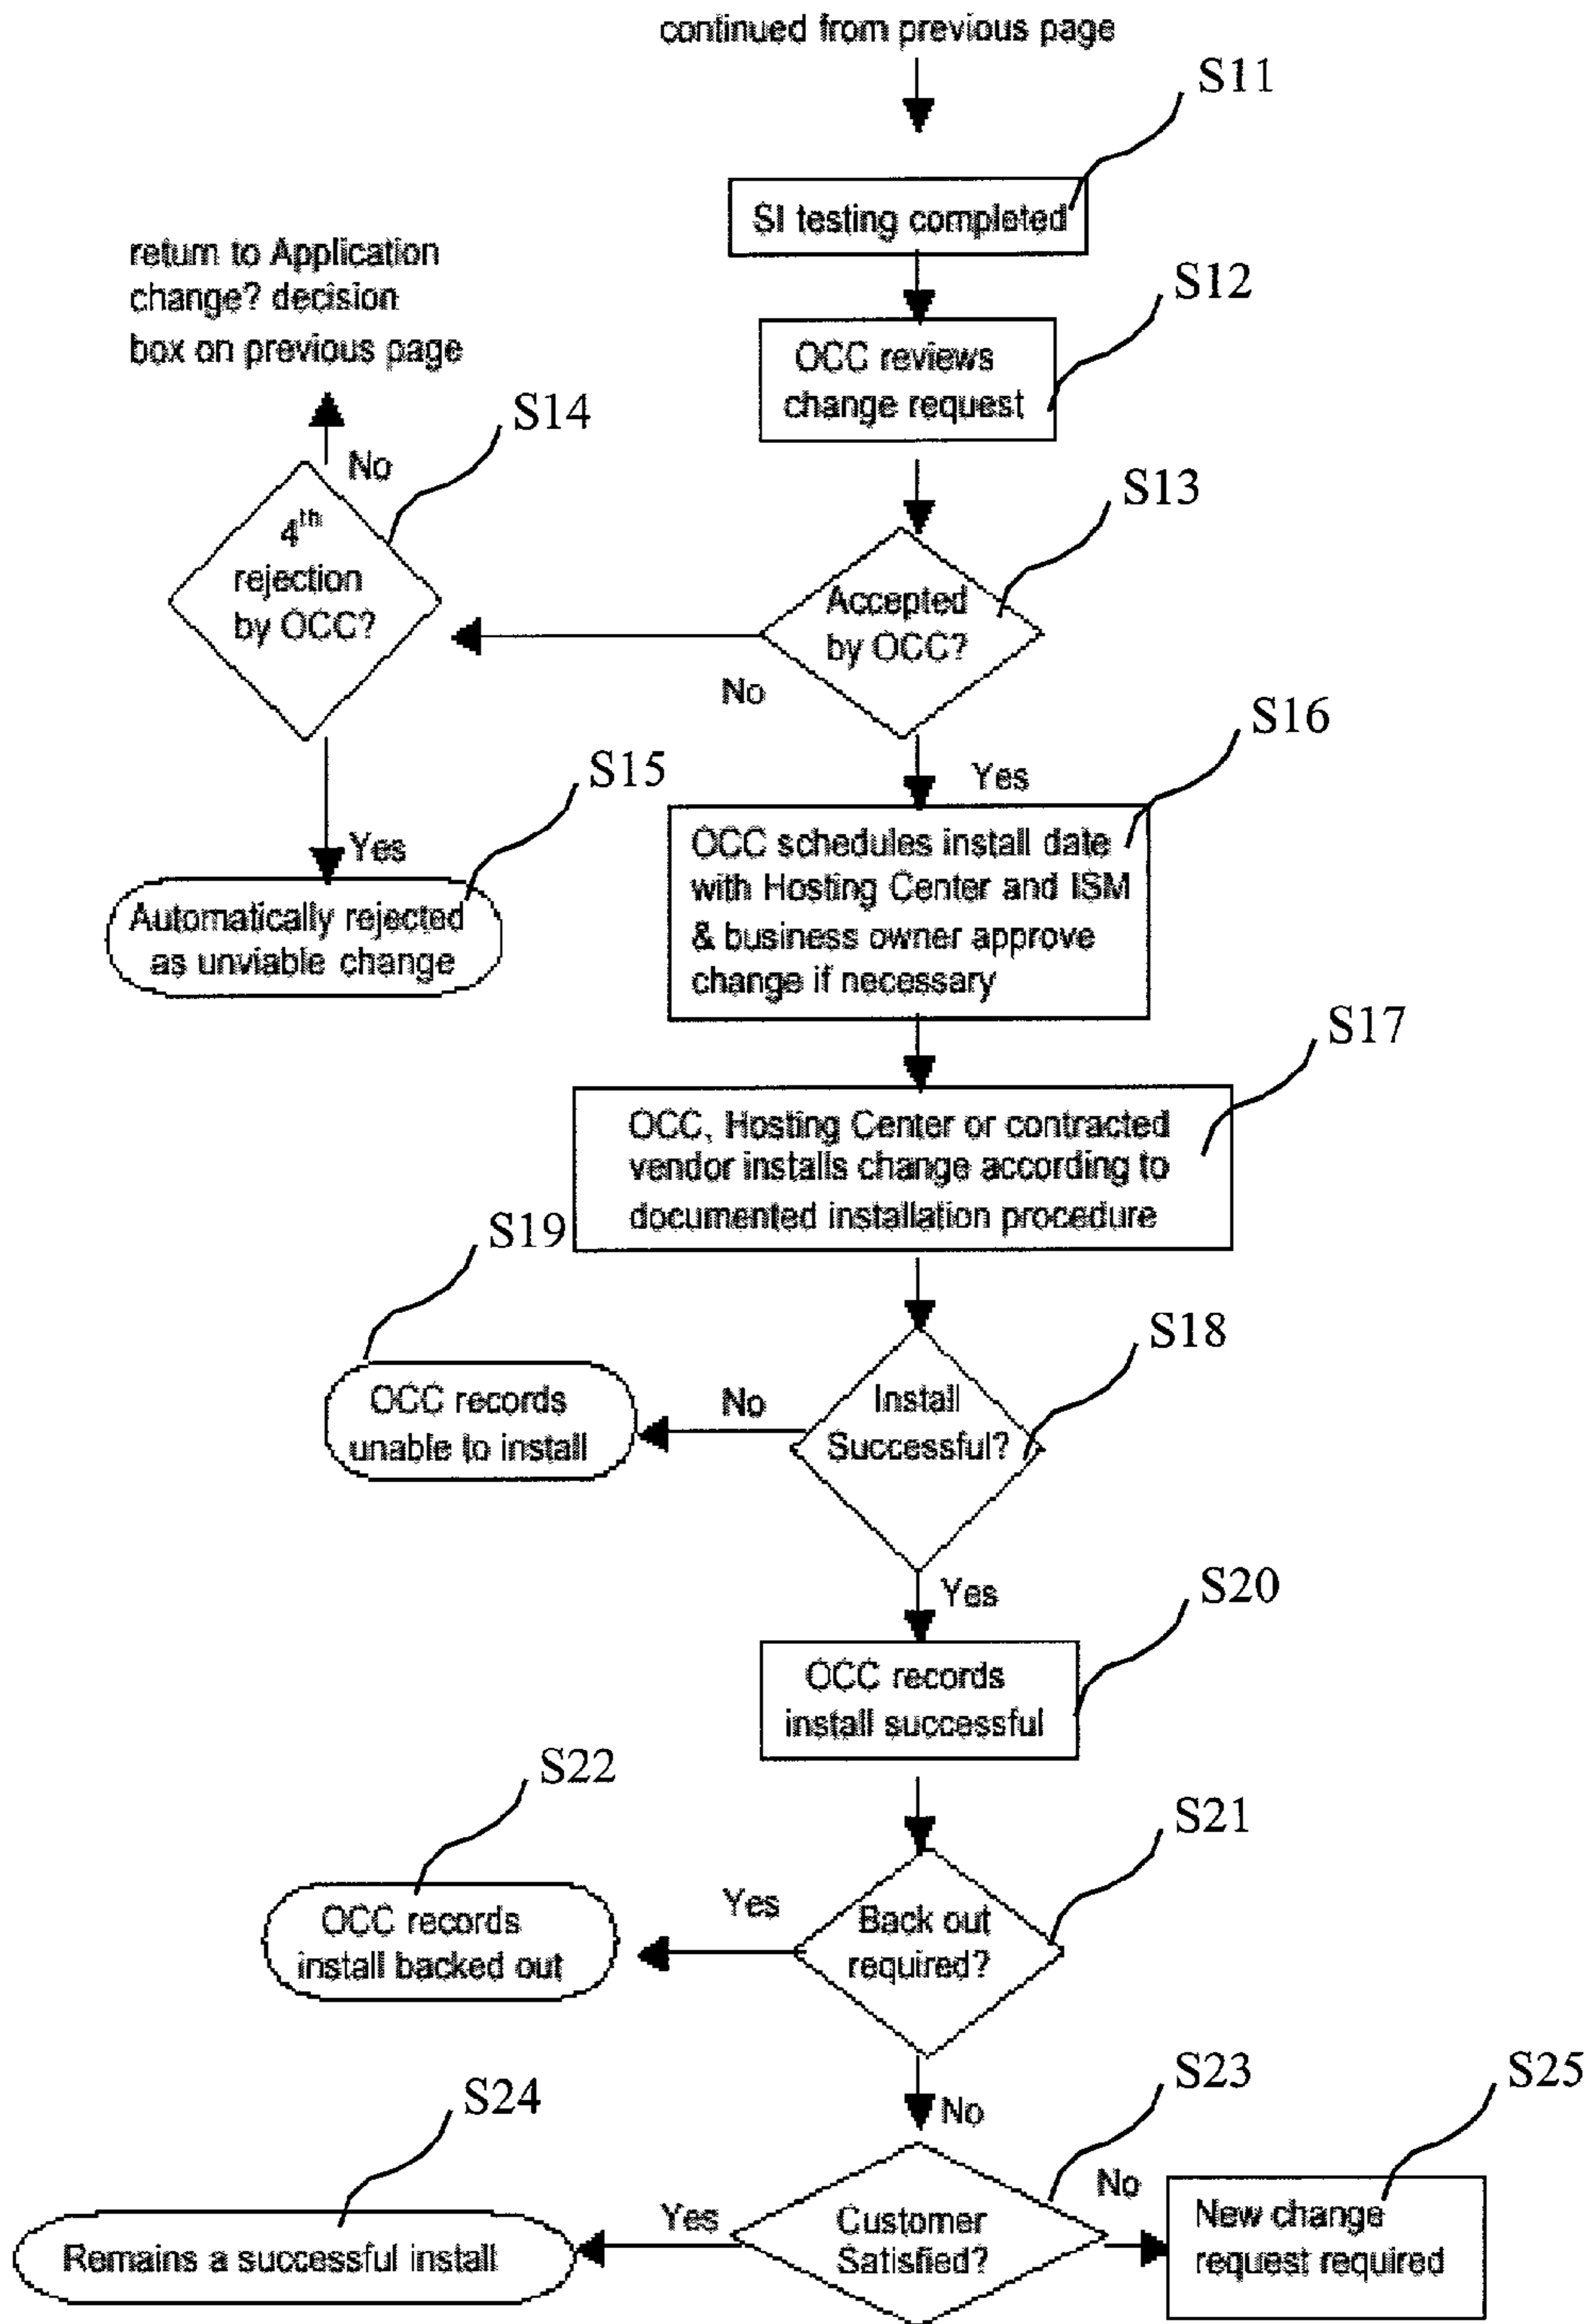 continued from previous page
S11
SI testing completed
return to Application
change? decision
box on previous page
S12
OCC reviews
change request
S14
No
4th
rejection
by OCC?
S13
Accepted
by OCC?
No
S16
Yes
S15
Yes
Automatically rejected
as unviable change
OCC schedules install date
with Hosting Center and ISM
& business owner approve
change if necessary
S17
OCC, Hosting Center or contracted
vendor installs change according to
documented installation procedure
S19
S18
Install
Successful?
No
OCC records
unable to install
Yes
S20
OCC records
install successful
S22
S21
Back out
required?
Yes
OCC records
install backed out
No
S23
S25
S24
Customer
Satisfied?
Yes
Remains a successful install
No
New change
request required